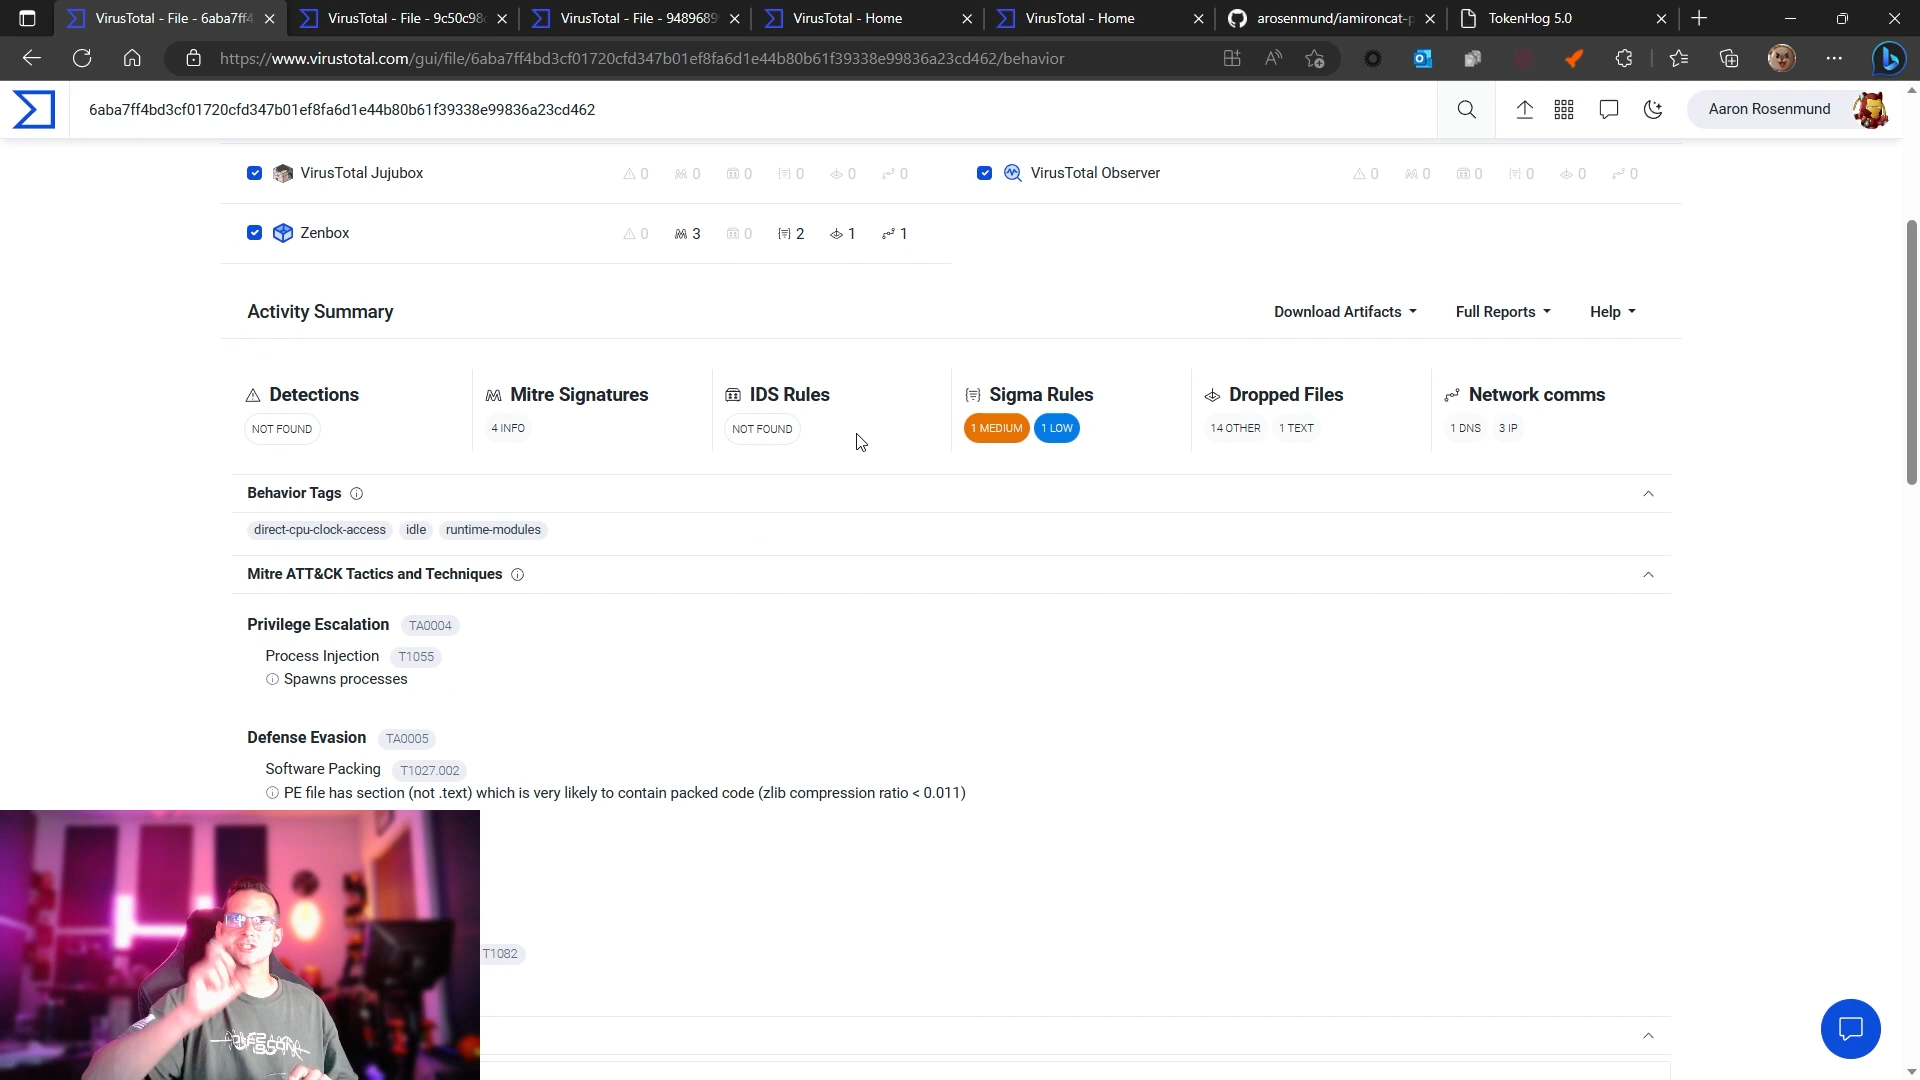 VirusTotal - File - 6aba7ff4
VirusTotal - File - 9c50c98
VirusTotal - File - 9489689
VirusTotal - Home
VirusTotal - Home
arosenmund/iamironcat-p
TokenHog 5.0
https://www.virustotal.com/gui/file/6aba7ff4bd3cf01720cfd347b01ef8fa6d1e44b80b61f39338e99836a23cd462/behavior
6aba7ff4bd3cf01720cfd347b01ef8fa6d1e44b80b61f39338e99836a23cd462
Aaron Rosenmund
VirusTotal Jujubox 0 0 0 0 0 0
VirusTotal Observer 0 0 0 0 0 0
Zenbox 0 3 0 2 1 1
Activity Summary
Download Artifacts
Full Reports
Help
Detections
NOT FOUND
Mitre Signatures
4 INFO
IDS Rules
NOT FOUND
Sigma Rules
1 MEDIUM 1 LOW
Dropped Files
14 OTHER 1 TEXT
Network comms
1 DNS 3 IP
Behavior Tags
direct-cpu-clock-access idle runtime-modules
Mitre ATT&CK Tactics and Techniques
Privilege Escalation TA0004
Process Injection T1055
Spawns processes
Defense Evasion TA0005
Software Packing T1027.002
PE file has section (not .text) which is very likely to contain packed code (zlib compression ratio < 0.011)
T1082